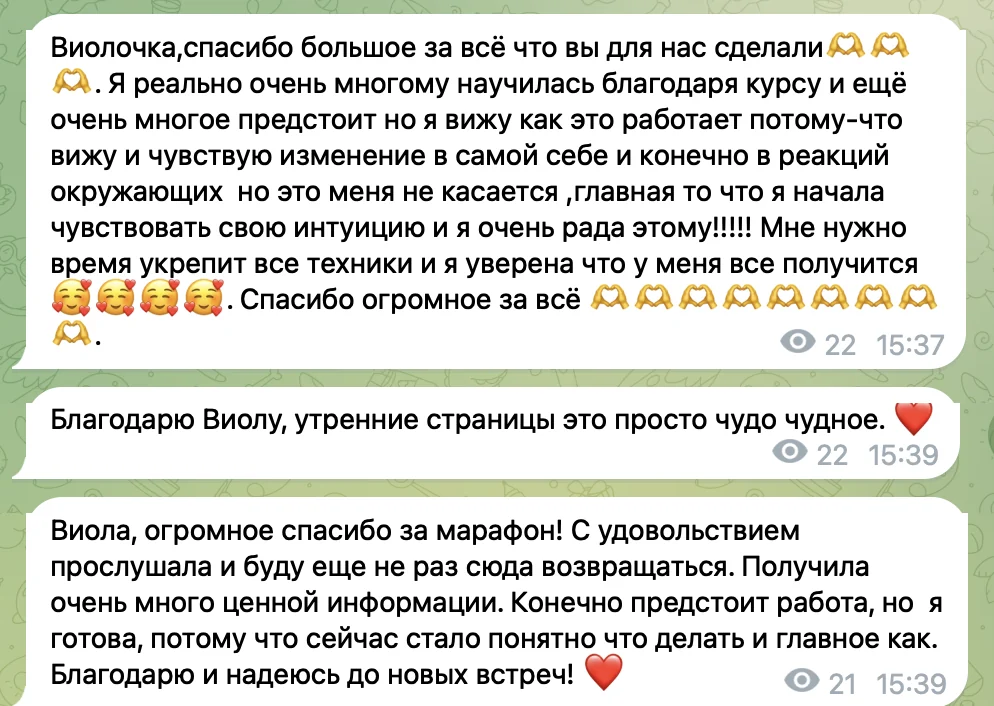 Виолочка,спасибо большое за всё что вы для нас сделали🫶🫶
🫶. Я реально очень многому научилась благодаря курсу и ещё
очень многое предстоит но я вижу как это работает потому-что
вижу и чувствую изменение в самой себе и конечно в реакций
окружающих  но это меня не касается ,главная то что я начала
чувствовать свою интуицию и я очень рада этому!!!!! Мне нужно
время укрепит все техники и я уверена что у меня все получится
🥰🥰🥰🥰. Спасибо огромное за всё 🫶🫶🫶🫶🫶🫶🫶🫶
🫶.
22 15:37
Благодарю Виолу, утренние страницы это просто чудо чудное. ❤️
22 15:39
Виола, огромное спасибо за марафон! С удовольствием
прослушала и буду еще не раз сюда возвращаться. Получила
очень много ценной информации. Конечно предстоит работа, но  я
готова, потому что сейчас стало понятно что делать и главное как.
Благодарю и надеюсь до новых встреч! ❤️
21 15:39